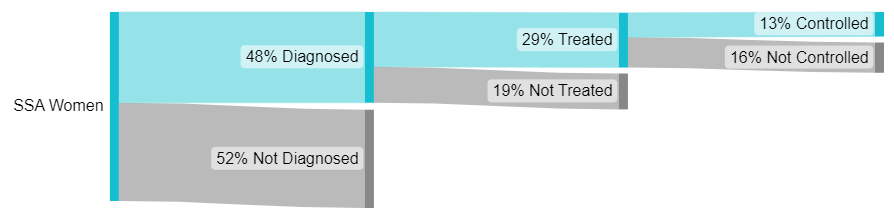 SSA Women
48% Diagnosed
52% Not Diagnosed
29% Treated
19% Not Treated
13% Controlled
16% Not Controlled